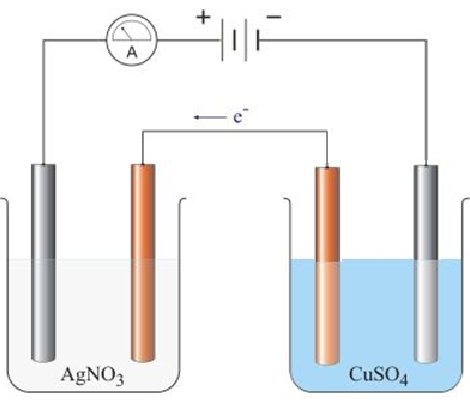 + −
A
← e⁻
AgNO₃ CuSO₄